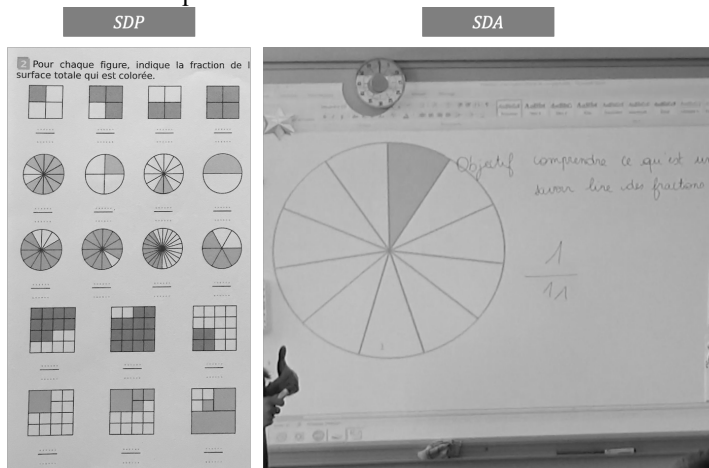 SDP
SDA
2 Pour chaque figure, indique la fraction de l
surface totale qui est colorée.
Objectif comprendre ce qu'est un
savoir lire des fractions
1
11